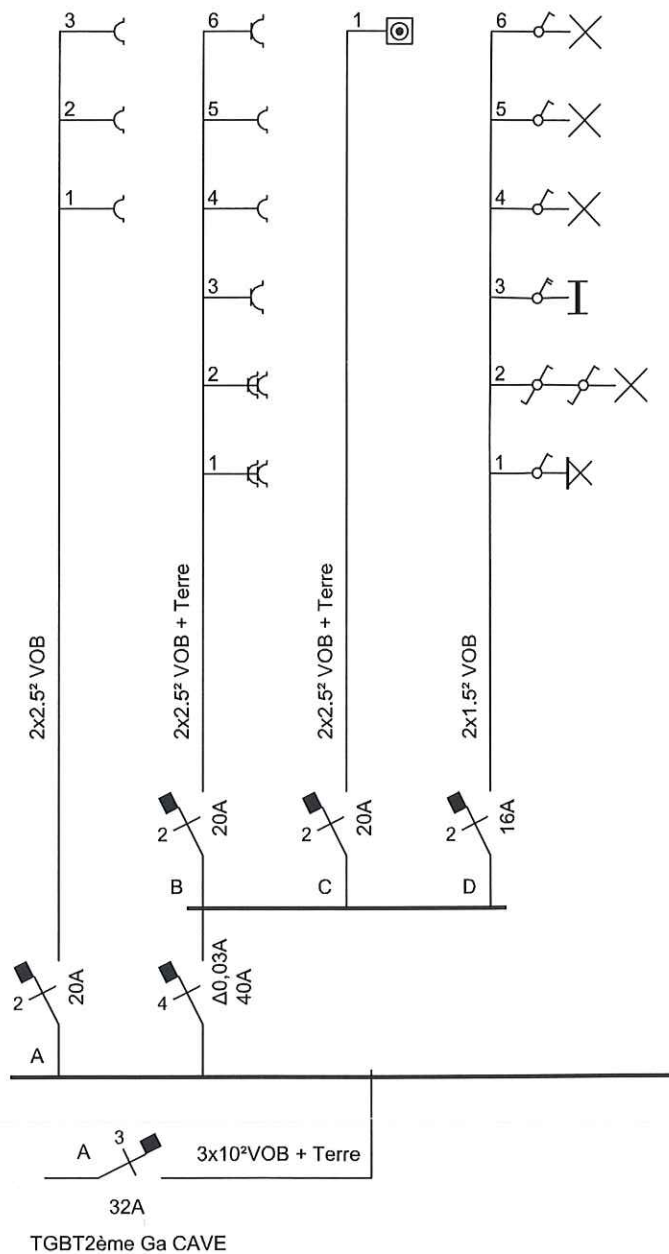 3
6
1
6
2
5
5
1
4
4
3
3
2
2
1
1
2x2.5² VOB
2x2.5² VOB + Terre
2x2.5² VOB + Terre
2x1.5² VOB
2
20A
2
20A
2
16A
B
C
D
2
20A
4
Δ0,03A
40A
A
A
3
3x10²VOB + Terre
32A
TGBT2ème Ga CAVE